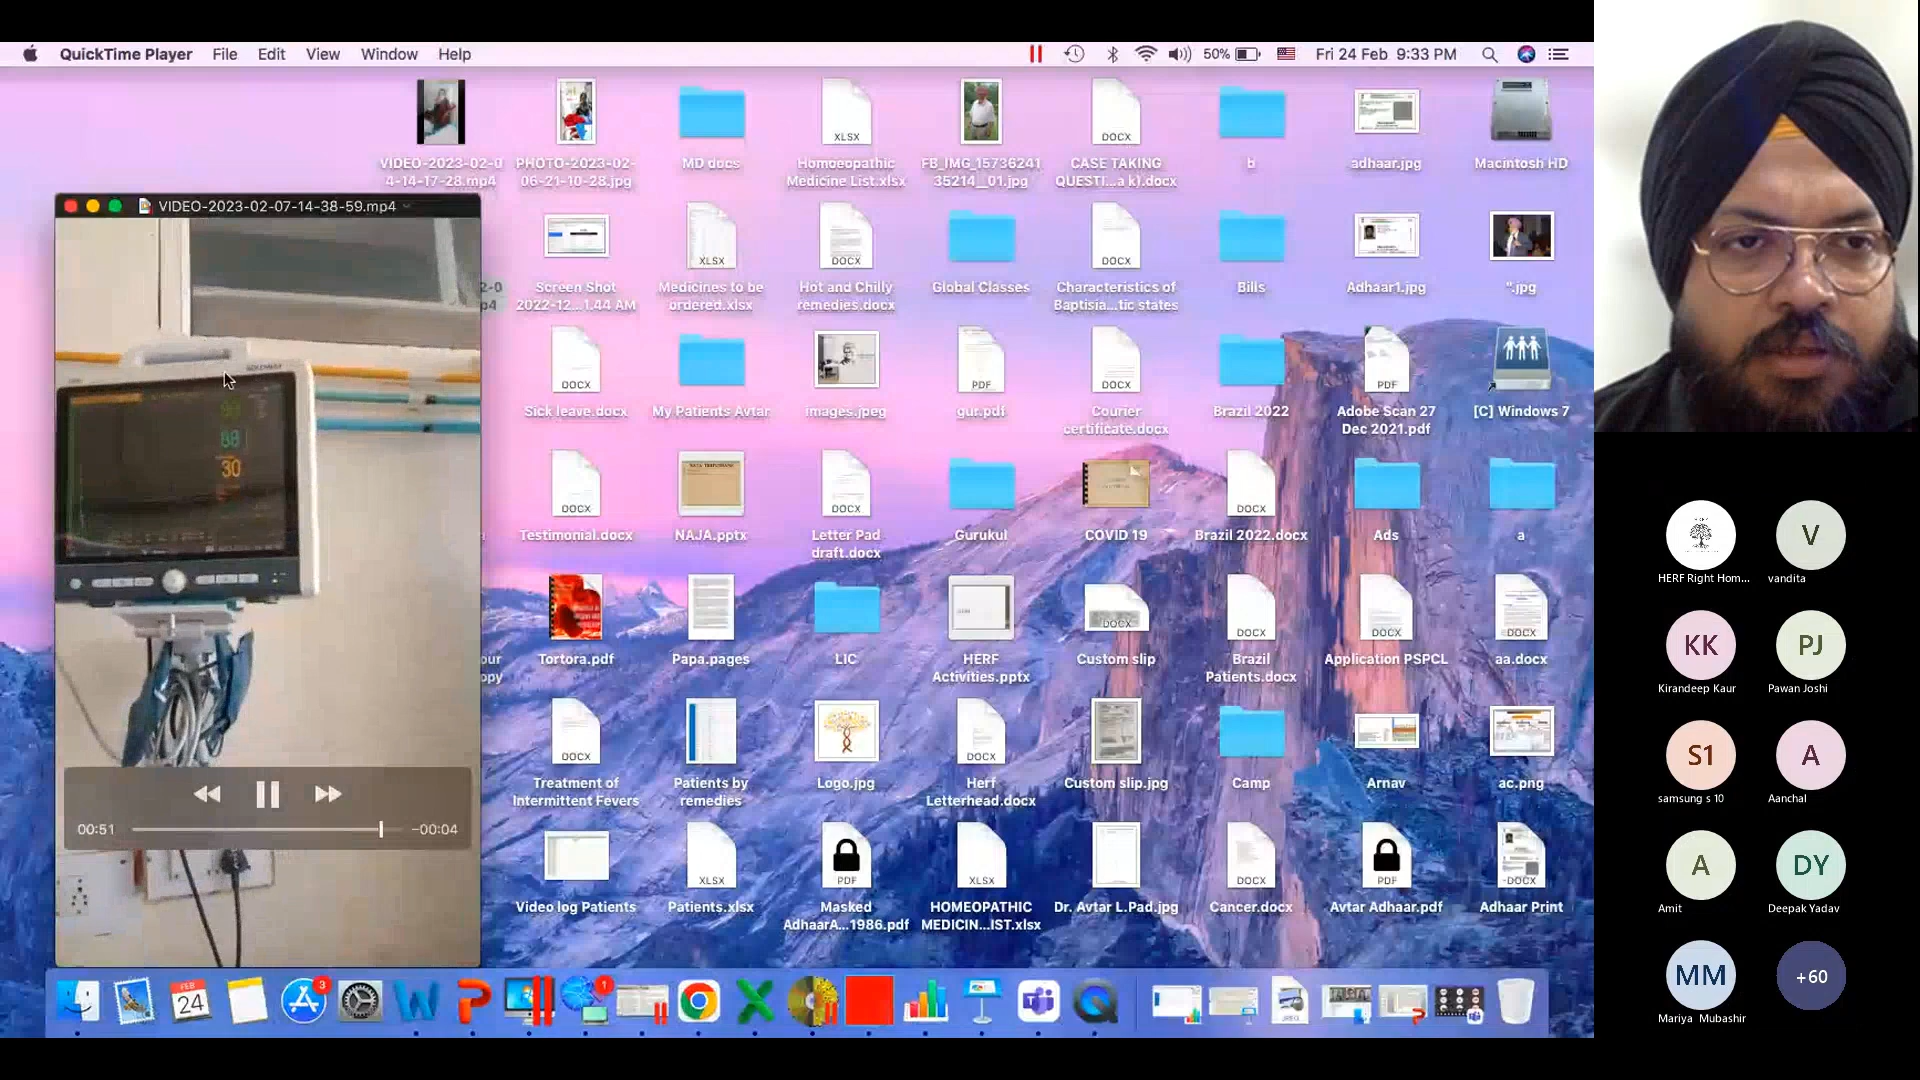 QuickTime Player File Edit View Window Help 50% Fri 24 Feb 9:33 PM
VIDEO-2023-02-0
4-14-17-28.mp4
PHOTO-2023-02-
06-21-10-28.jpg
MD docs
XLSX
Homoeopathic
Medicine List.xlsx
FB_IMG_15736241
35214__01.jpg
DOCX
CASE TAKING
QUESTI...a k).docx
b
adhaar.jpg
Macintosh HD
VIDEO-2023-02-07-14-38-59.mp4
88
30
00:51
-00:04
Screen Shot
2022-12...1.44 AM
XLSX
Medicines to be
ordered.xlsx
DOCX
Hot and Chilly
remedies.docx
Global Classes
DOCX
Characteristics of
Baptisia...tic states
Bills
Adhaar1.jpg
".jpg
DOCX
Sick leave.docx
My Patients Avtar
images.jpeg
PDF
gur.pdf
DOCX
Courier
certificate.docx
Brazil 2022
PDF
Adobe Scan 27
Dec 2021.pdf
[C] Windows 7
DOCX
Testimonial.docx
NAJA.pptx
DOCX
Letter Pad
draft.docx
Gurukul
COVID 19
DOCX
Brazil 2022.docx
Ads
a
Tortora.pdf
Papa.pages
LIC
HERF
Activities.pptx
DOCX
Custom slip
DOCX
Brazil
Patients.docx
DOCX
Application PSPCL
DOCX
aa.docx
DOCX
Treatment of
Intermittent Fevers
Patients by
remedies
Logo.jpg
DOCX
Herf
Letterhead.docx
Custom slip.jpg
Camp
Arnav
ac.png
Video log Patients
XLSX
Patients.xlsx
PDF
Masked
AdhaarA...1986.pdf
XLSX
HOMEOPATHIC
MEDICIN...IST.xlsx
Dr. Avtar L.Pad.jpg
DOCX
Cancer.docx
PDF
Avtar Adhaar.pdf
DOCX
Adhaar Print
FEB
24
3
1
JPEG
HERF Right Hom...
V
vandita
KK
Kirandeep Kaur
PJ
Pawan Joshi
S1
samsung s 10
A
Aanchal
A
Amit
DY
Deepak Yadav
MM
Mariya Mubashir
+60